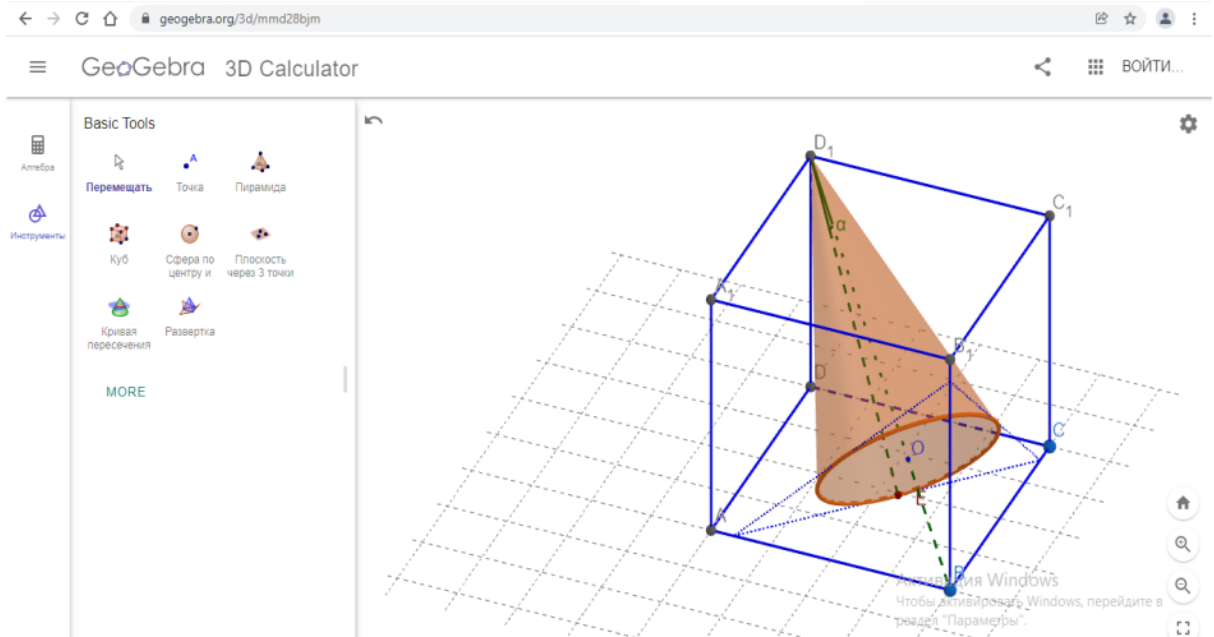 geogebra.org/3d/mmd28bjm
GeoGebra 3D Calculator
ВОЙТИ...
Basic Tools
Алгебра
Инструменты
Перемещать
Точка
Пирамида
Куб
Сфера по центру и
Плоскость через 3 точки
Кривая пересечения
Развертка
MORE
A
D₁
C₁
α
A₁
B₁
D
C
O
E
A
B
Активация Windows
Чтобы активировать Windows, перейдите в
раздел "Параметры".